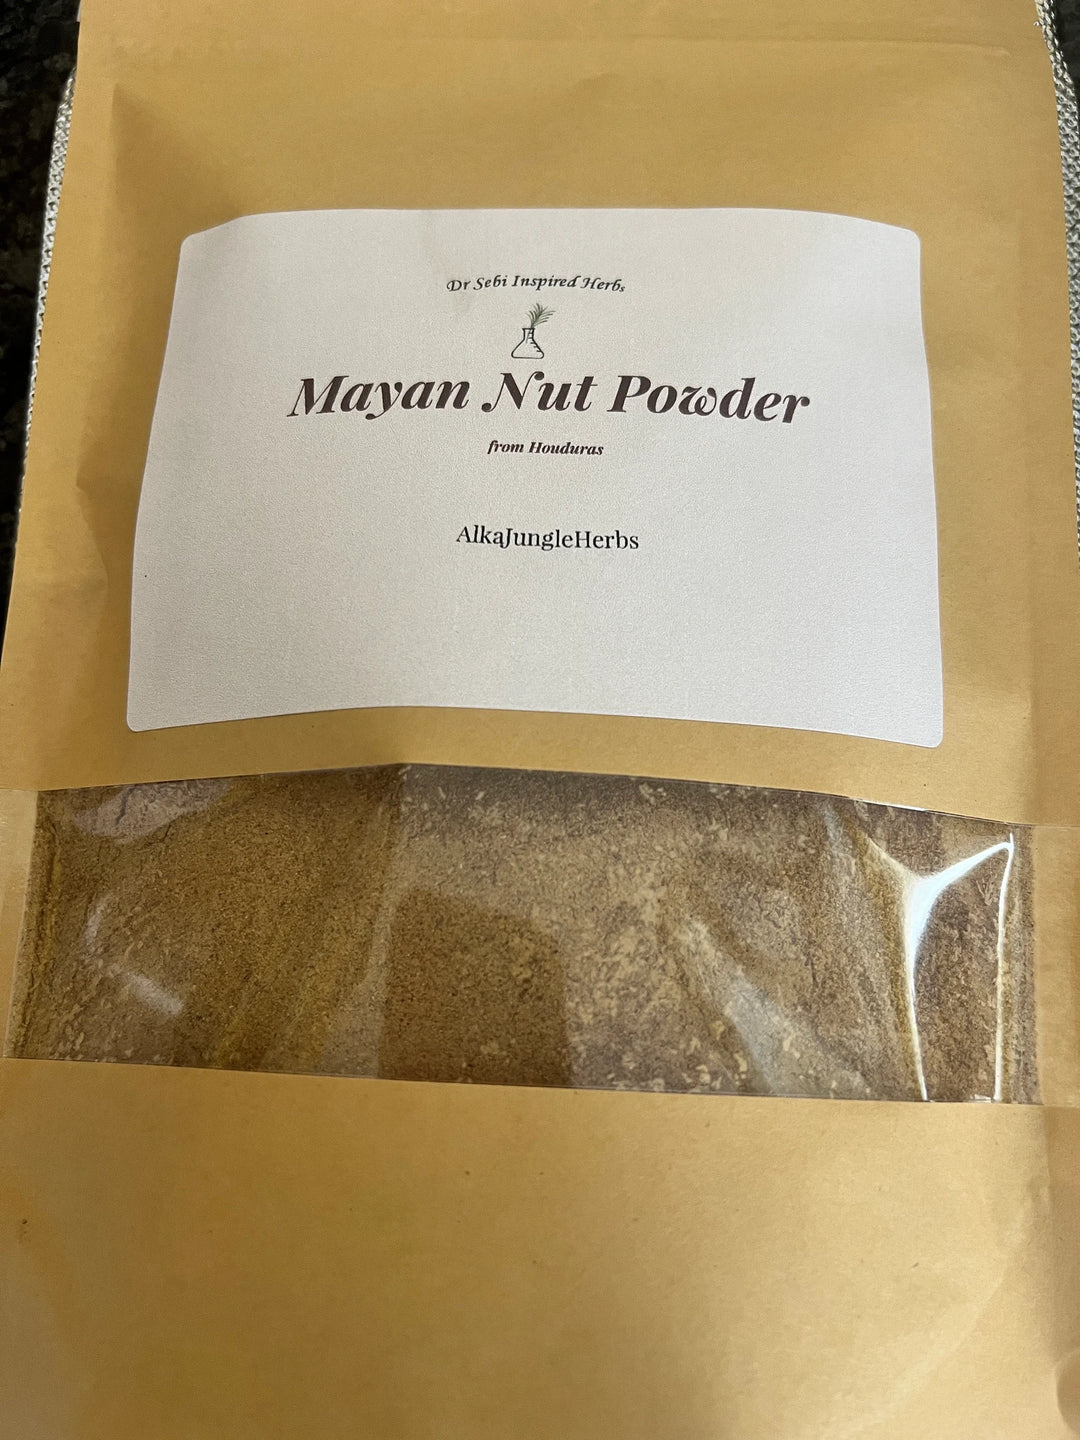 Dr Sebi Inspired Herbs
Mayan Nut Powder
from Houduras
AlkaJungleHerbs